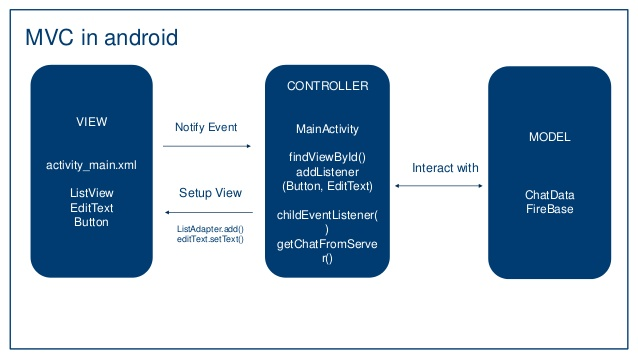 MVC in android
VIEW
activity_main.xml
ListView
EditText
Button
Notify Event
Setup View
ListAdapter.add()
editText.setText()
CONTROLLER
MainActivity
findViewById()
addListener
(Button, EditText)
childEventListener(
)
getChatFromServe
r()
Interact with
MODEL
ChatData
FireBase